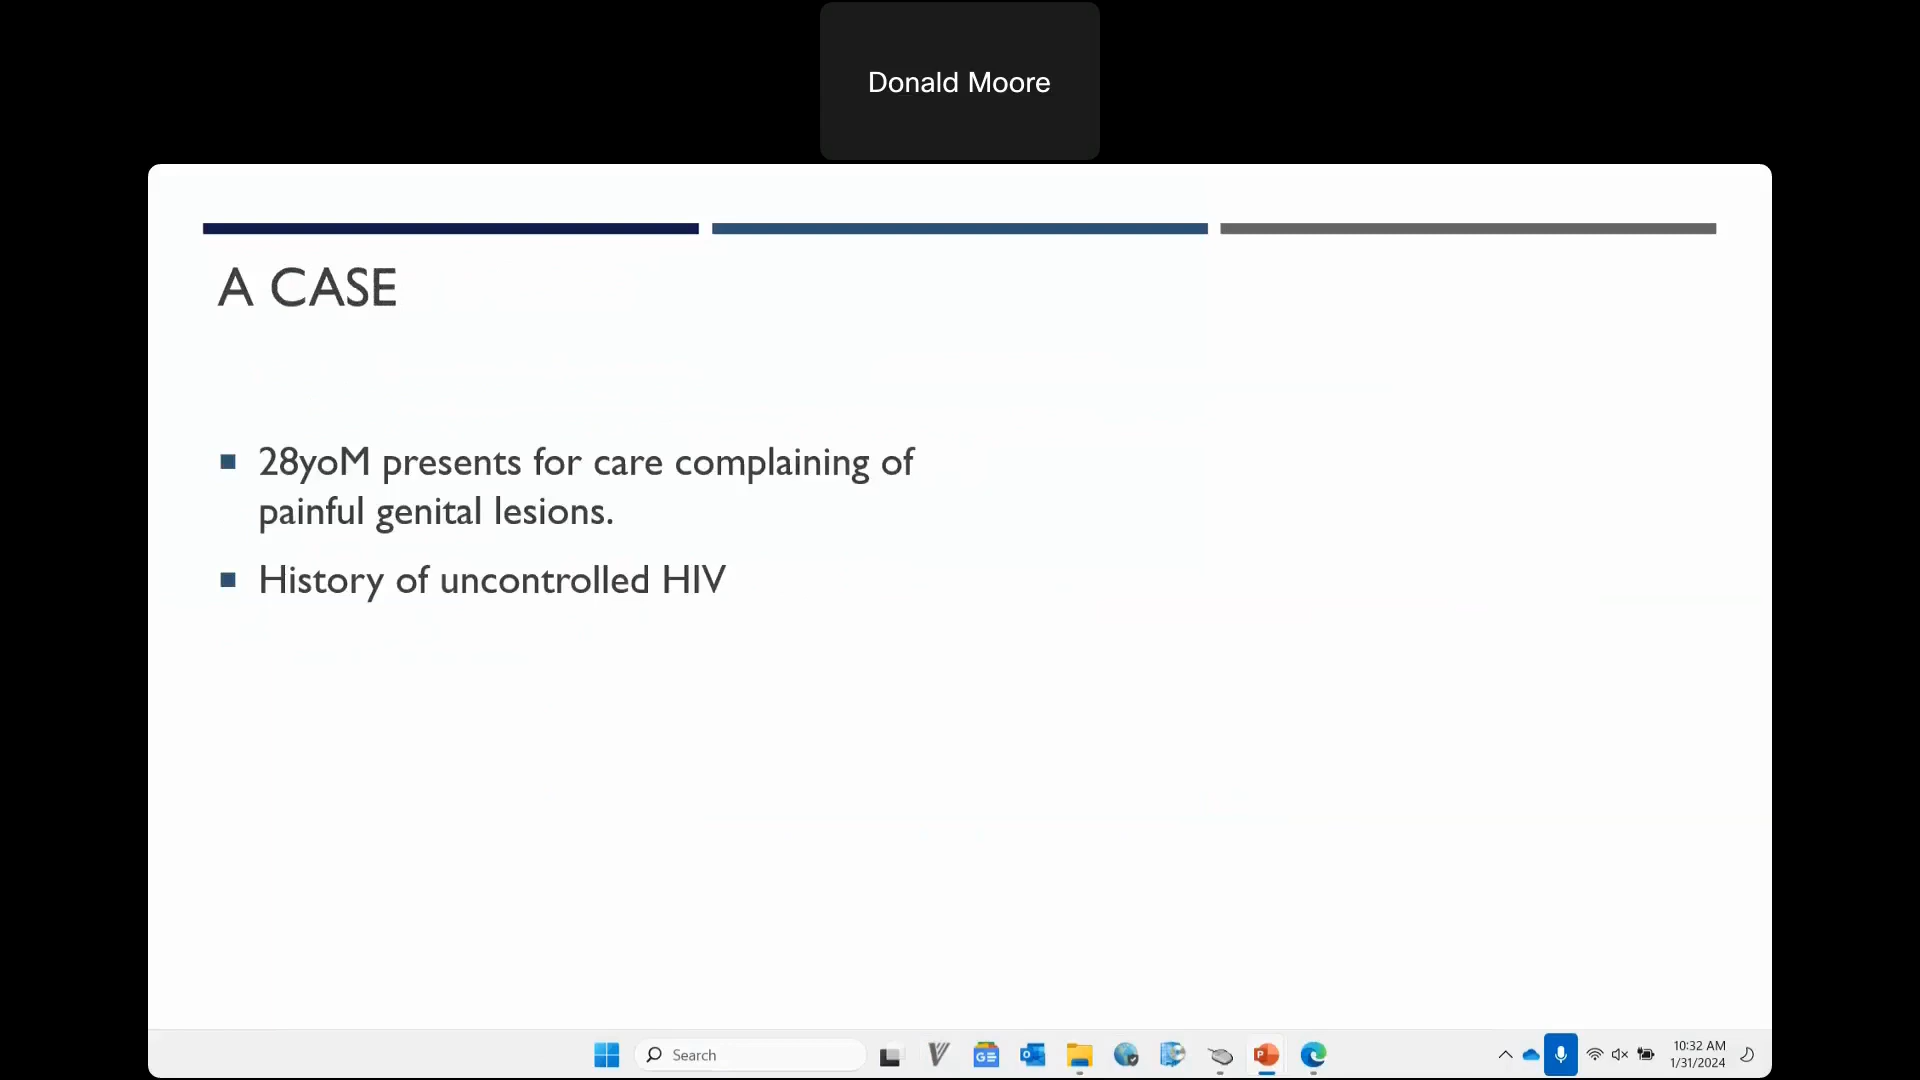 Donald Moore
A CASE
28yoM presents for care complaining of
painful genital lesions.
History of uncontrolled HIV
Search
10:32 AM
1/31/2024